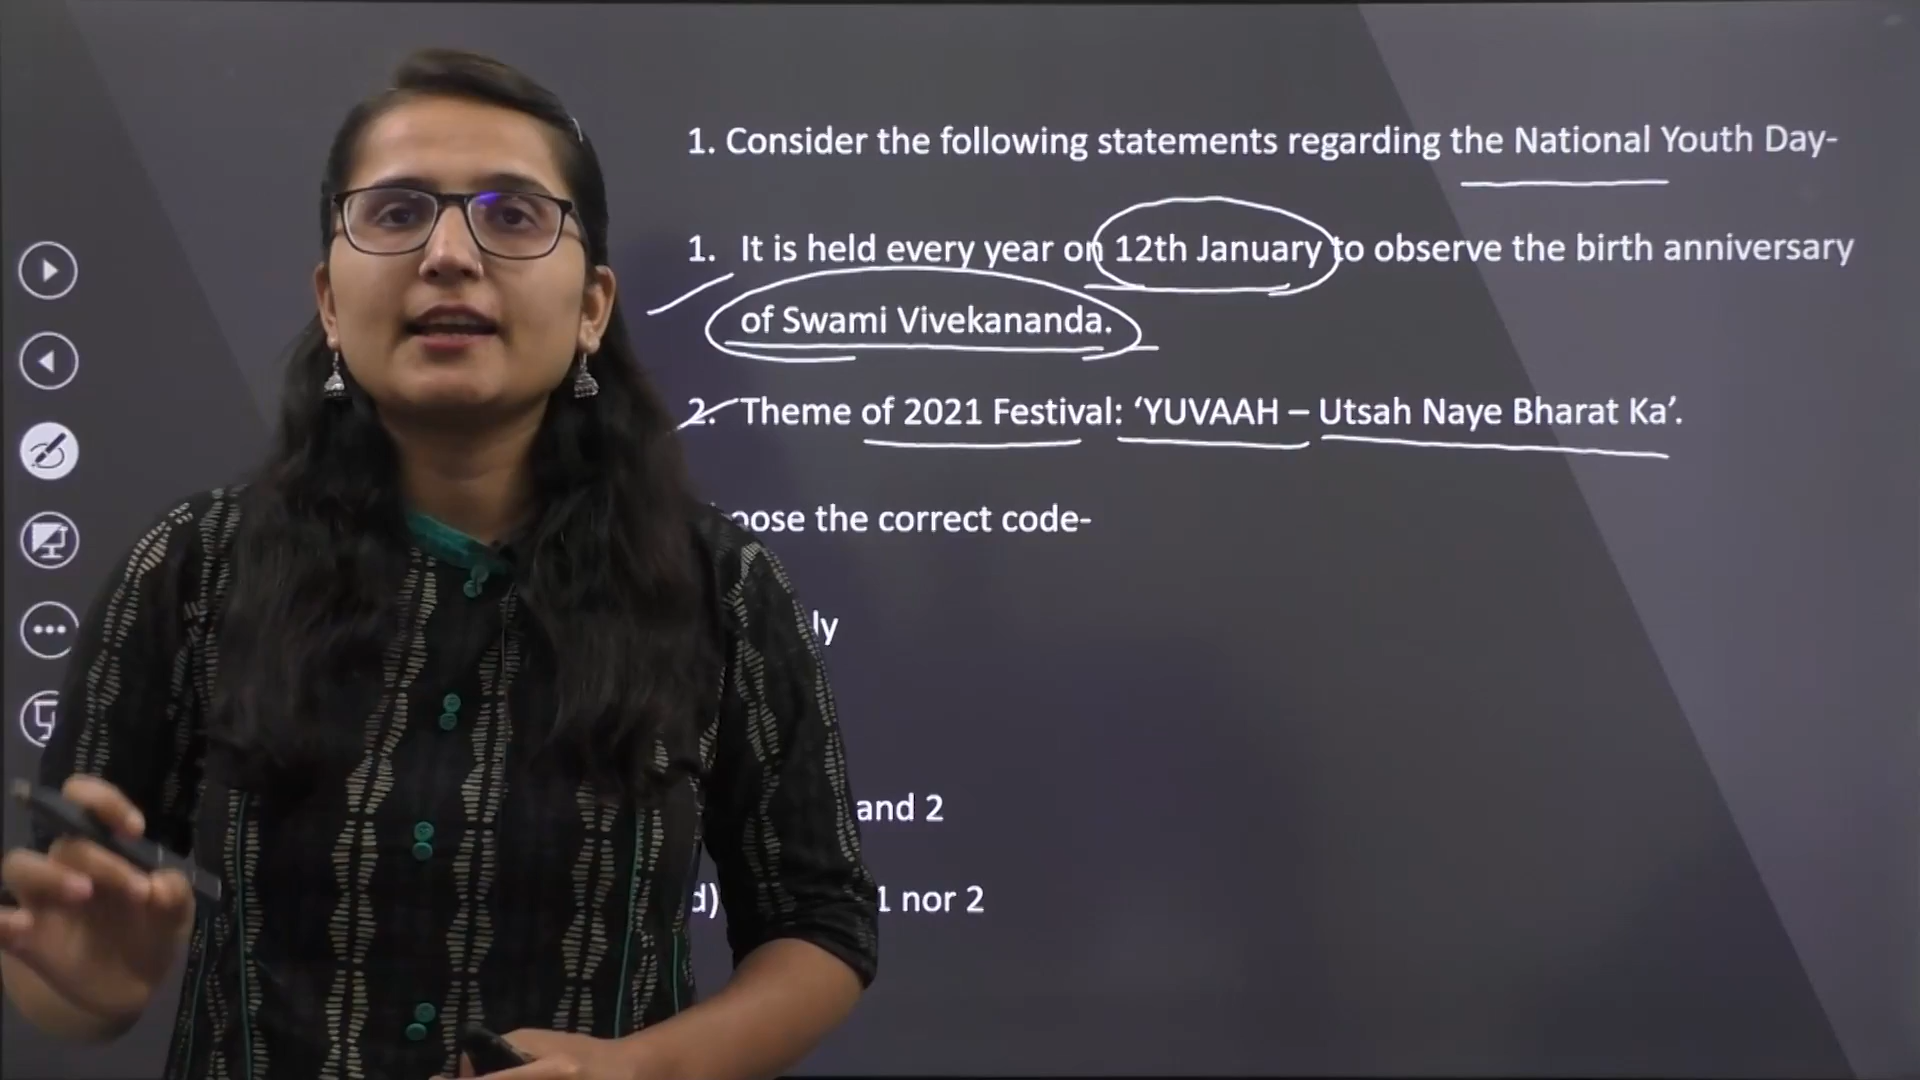 1. Consider the following statements regarding the National Youth Day-
1. It is held every year on 12th January to observe the birth anniversary
of Swami Vivekananda.
2. Theme of 2021 Festival: ‘YUVAAH – Utsah Naye Bharat Ka’.
oose the correct code-
ly
and 2
d) 1 nor 2